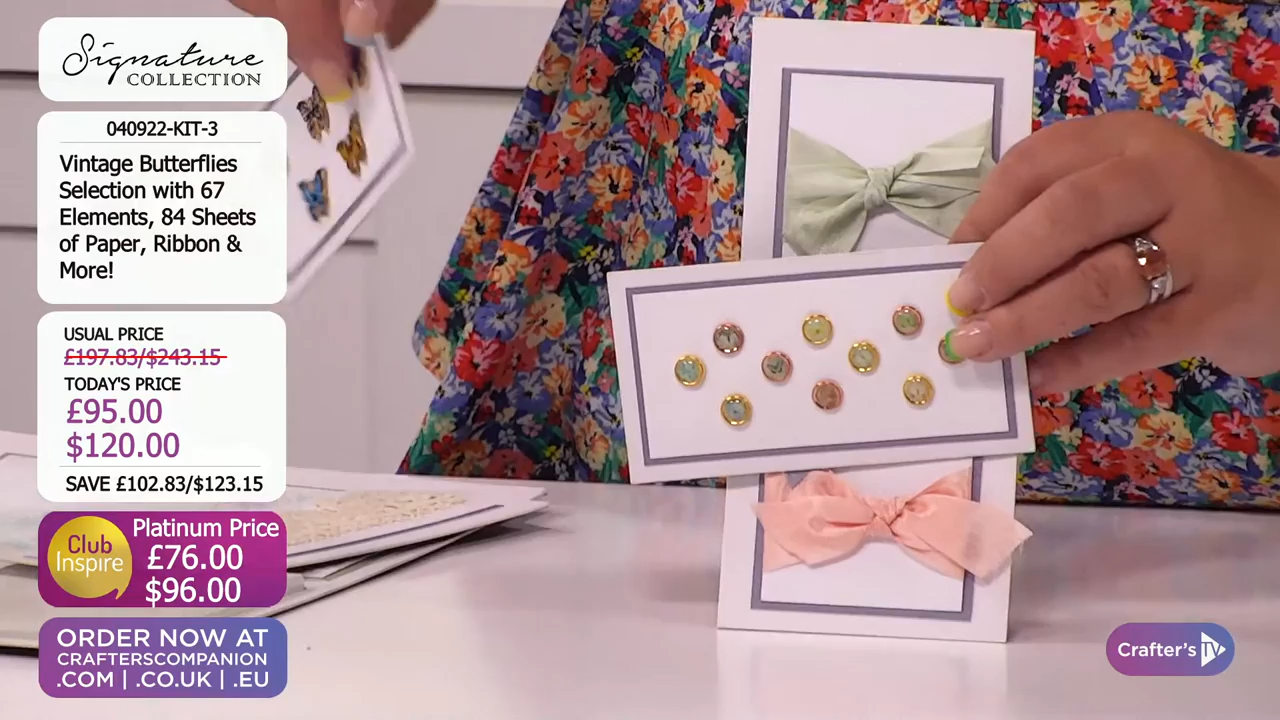 Signature
COLLECTION
040922-KIT-3
Vintage Butterflies
Selection with 67
Elements, 84 Sheets
of Paper, Ribbon &
More!
USUAL PRICE
£197.83/$243.15
TODAY'S PRICE
£95.00
$120.00
SAVE £102.83/$123.15
Club
Inspire
Platinum Price
£76.00
$96.00
ORDER NOW AT
CRAFTERSCOMPANION
.COM | .CO.UK | .EU
Crafter's TV